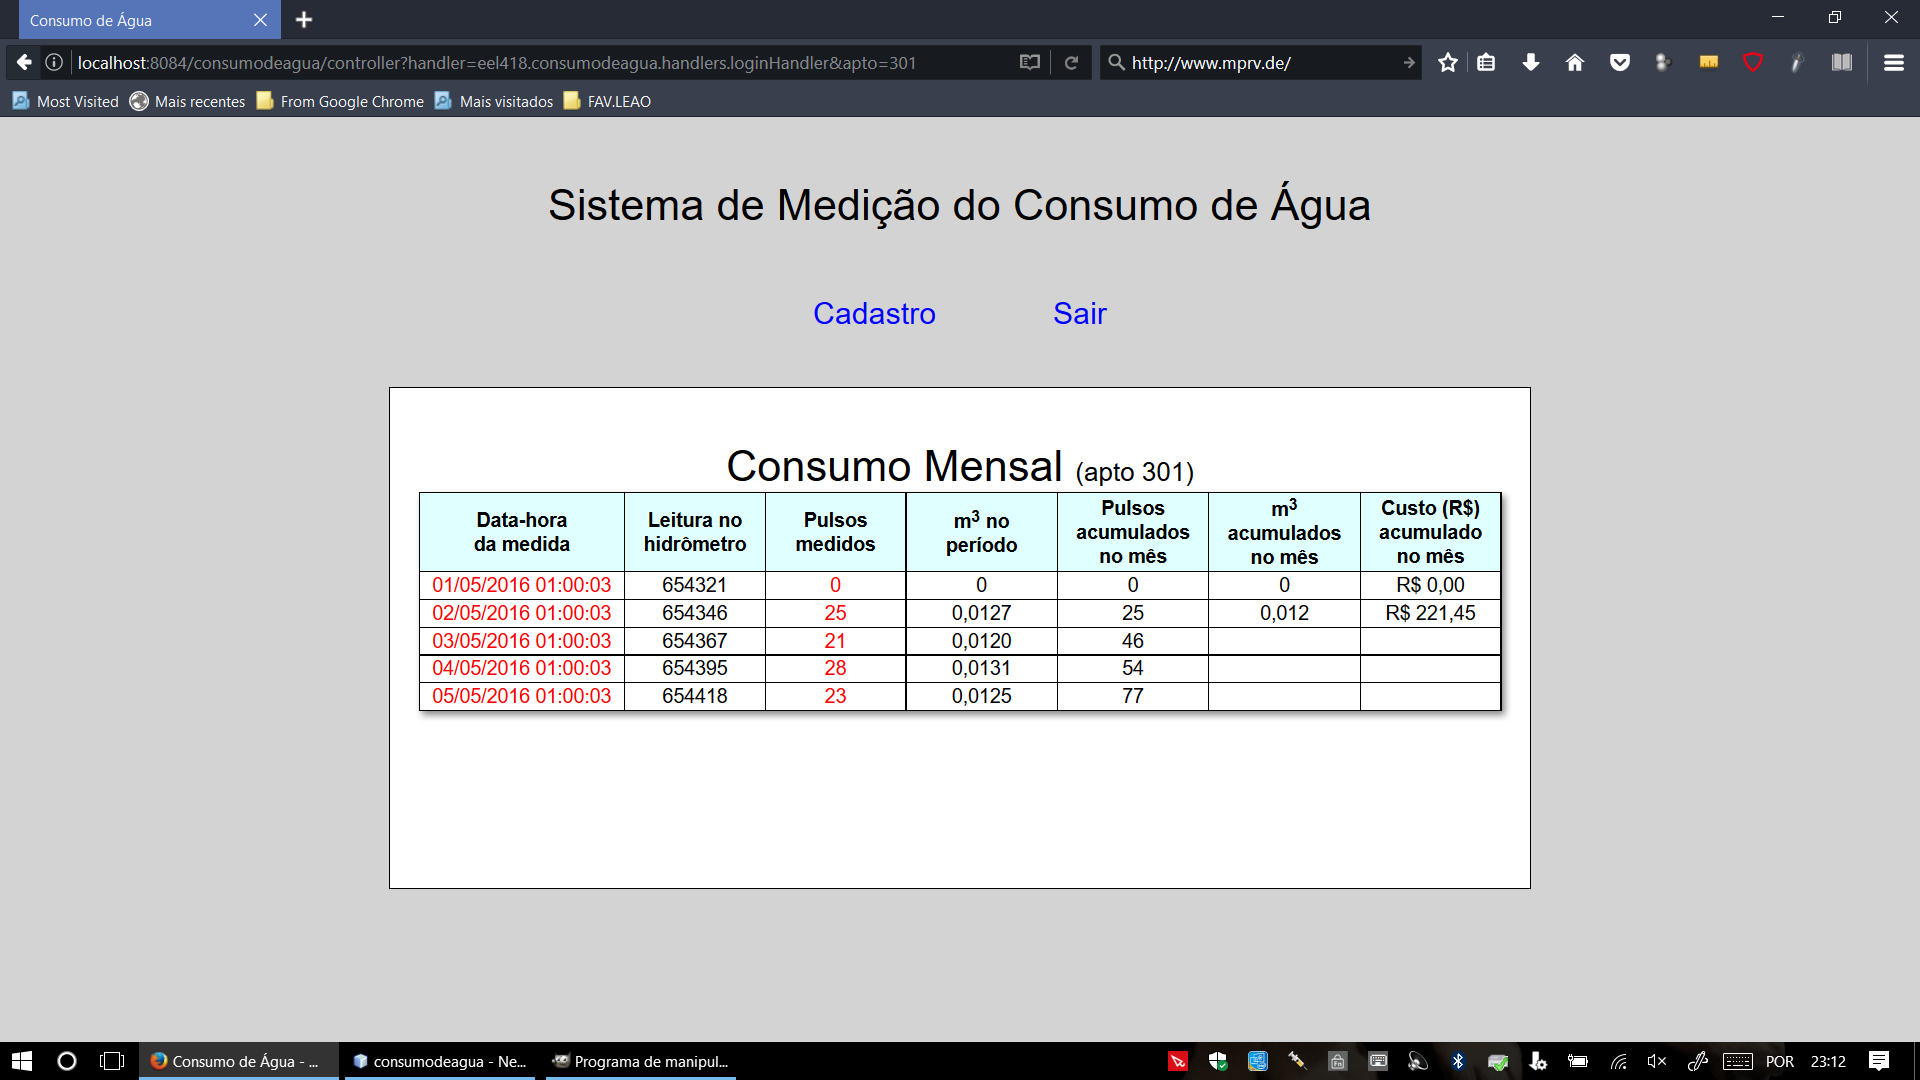 Consumo de Água
localhost:8084/consumodeagua/controller?handler=eel418.consumodeagua.handlers.loginHandler&apto=301
http://www.mprv.de/
Most Visited Mais recentes From Google Chrome Mais visitados FAV.LEAO
Sistema de Medição do Consumo de Água
Cadastro Sair
Consumo Mensal (apto 301)
Data-hora da medida Leitura no hidrômetro Pulsos medidos m³ no período Pulsos acumulados no mês m³ acumulados no mês Custo (R$) acumulado no mês
01/05/2016 01:00:03 654321 0 0 0 0 R$ 0,00
02/05/2016 01:00:03 654346 25 0,0127 25 0,012 R$ 221,45
03/05/2016 01:00:03 654367 21 0,0120 46
04/05/2016 01:00:03 654395 28 0,0131 54
05/05/2016 01:00:03 654418 23 0,0125 77
Consumo de Água - ... consumodeagua - Ne... Programa de manipul... POR 23:12